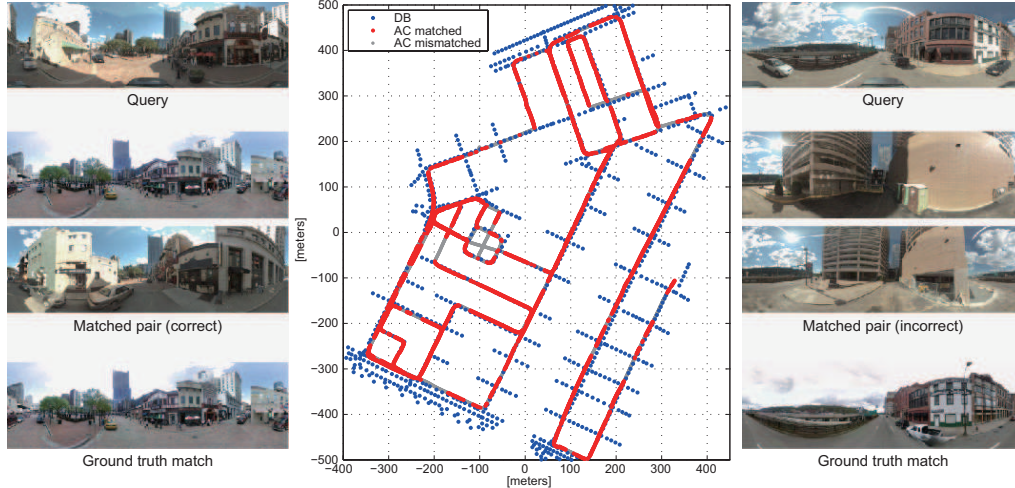 Query
Matched pair (correct)
Ground truth match
DB
AC matched
AC mismatched
500
400
300
200
100
0
−100
−200
−300
−400
−500
[meters]
−400 −300 −200 −100 0 100 200 300 400
[meters]
Query
Matched pair (incorrect)
Ground truth match